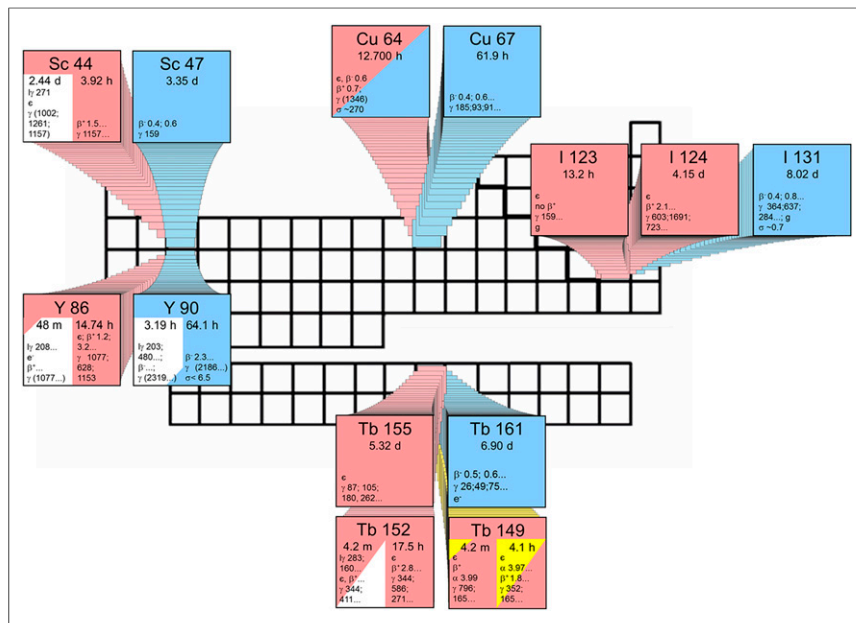 Sc 44
2.44 d 3.92 h
Iγ 271
ϵ
γ (1002;
1261;
1157)
β⁺ 1.5...
γ 1157...
Sc 47
3.35 d
β⁻ 0.4; 0.6
γ 159
Cu 64
12.700 h
ϵ, β⁻ 0.6
β⁺ 0.7;
γ (1346)
σ ~270
Cu 67
61.9 h
β⁻ 0.4; 0.6...
γ 185;93;91...
I 123
13.2 h
ϵ
no β⁺
γ 159...
g
I 124
4.15 d
ϵ
β⁺ 2.1...
γ 603;1691;
723...
I 131
8.02 d
β⁻ 0.4; 0.8...
γ 364;637;
284...; g
σ ~0.7
Y 86
48 m 14.74 h
Iγ 208...
e⁻
β⁺...
γ (1077...)
ϵ; β⁺ 1.2;
3.2...
γ 1077;
628;
1153
Y 90
3.19 h 64.1 h
Iγ 203;
480...;
β⁻...;
γ (2319...)
β⁻ 2.3...
γ (2186...)
σ< 6.5
Tb 155
5.32 d
ϵ
γ 87; 105;
180, 262...
Tb 161
6.90 d
β⁻ 0.5; 0.6...
γ 26;49;75...
e⁻
Tb 152
4.2 m 17.5 h
Iγ 283;
160...
ϵ, β⁺...
γ 344;
411...
ϵ
β⁺ 2.8...
γ 344;
586;
271...
Tb 149
4.2 m 4.1 h
ϵ
β⁺
α 3.99
γ 796;
165...
ϵ
α 3.97...
β⁺ 1.8...
γ 352;
165...